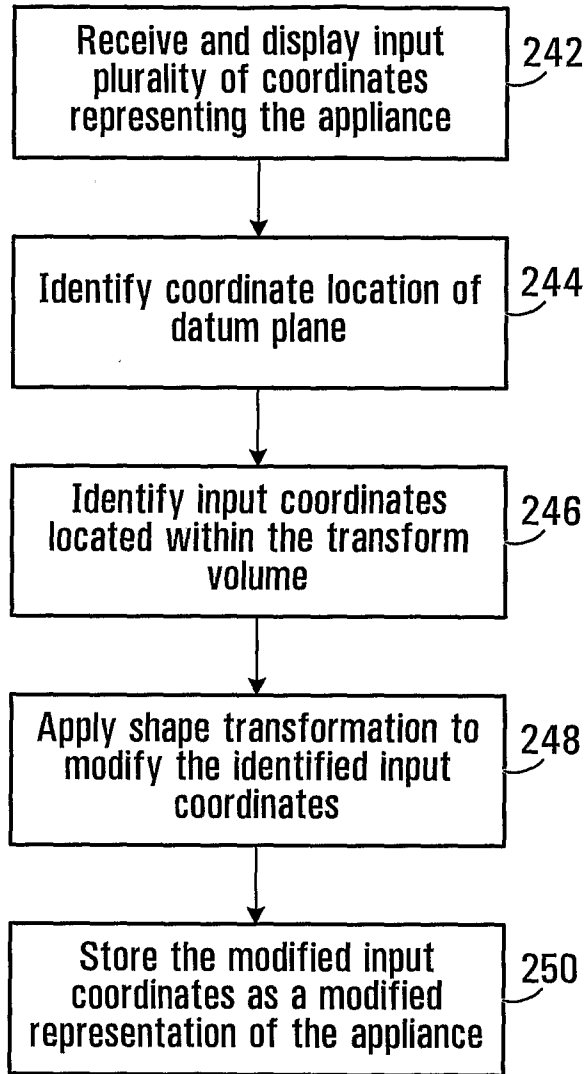 Receive and display input
plurality of coordinates
representing the appliance
242
Identify coordinate location of
datum plane
244
Identify input coordinates
located within the transform
volume
246
Apply shape transformation to
modify the identified input
coordinates
248
Store the modified input
coordinates as a modified
representation of the appliance
250